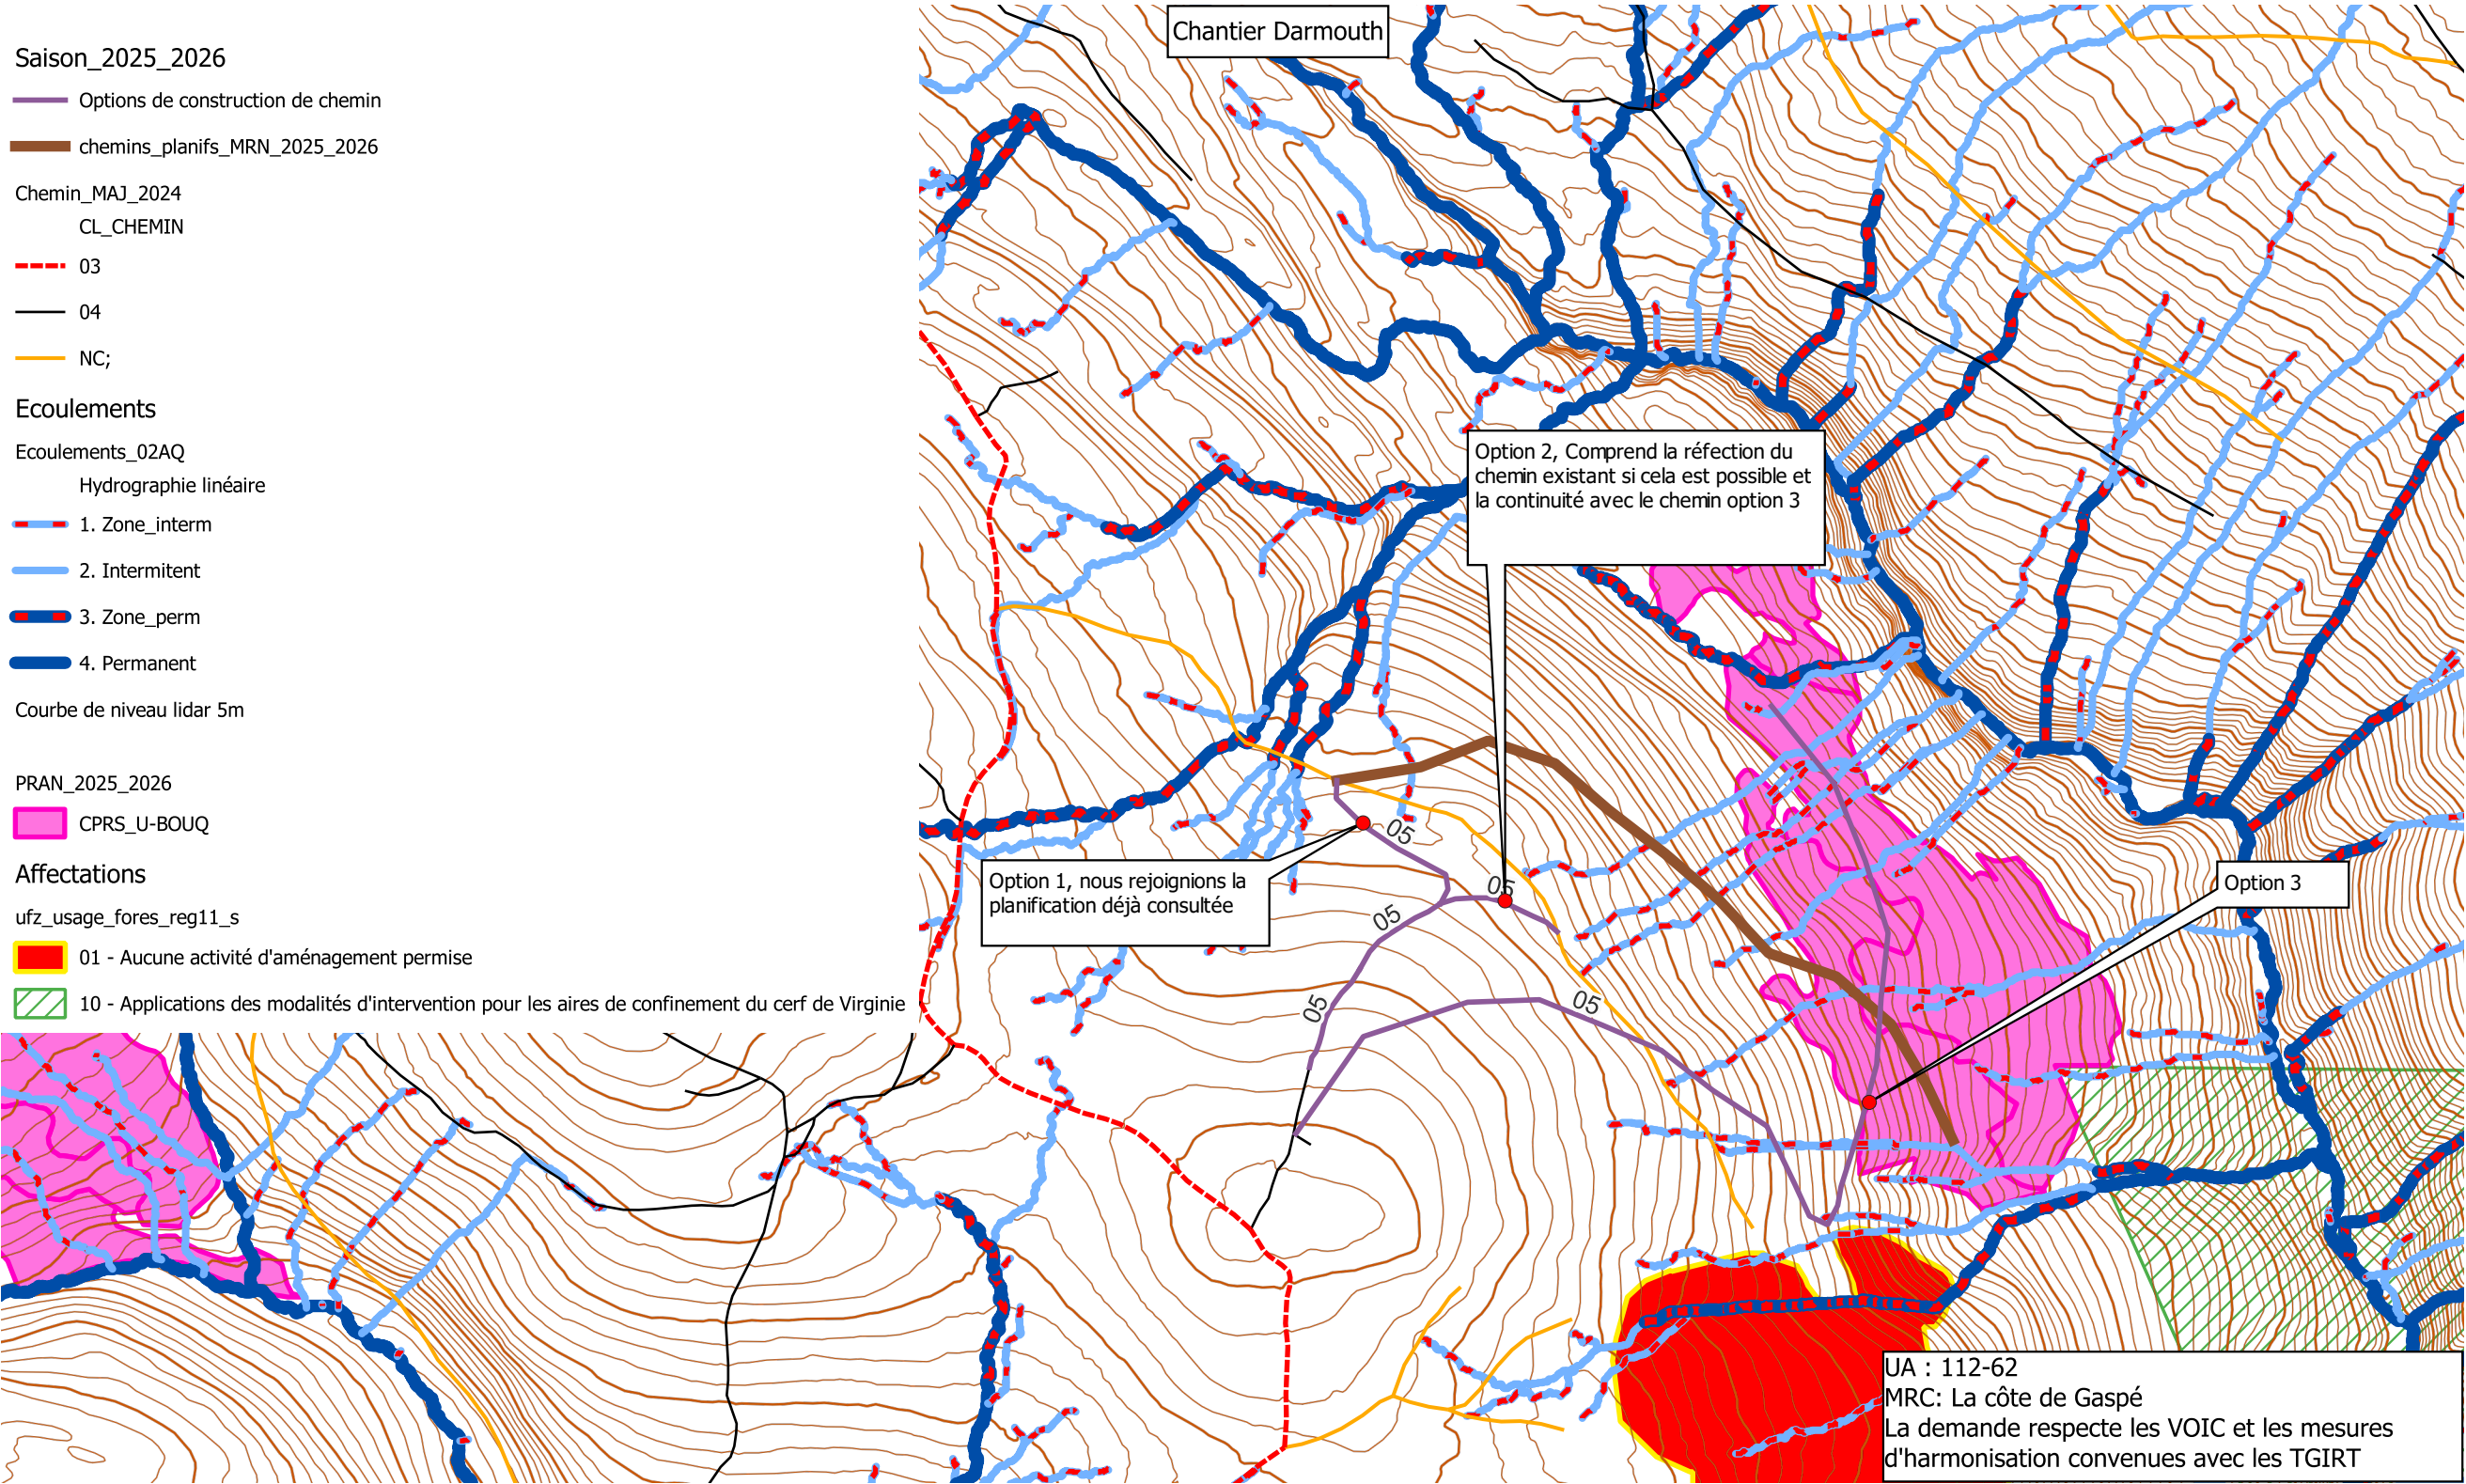 Chantier Darmouth
Saison_2025_2026
Options de construction de chemin
chemins_planifs_MRN_2025_2026
Chemin_MAJ_2024
CL_CHEMIN
03
04
NC;
Ecoulements
Ecoulements_02AQ
Hydrographie linéaire
1. Zone_interm
2. Intermitent
3. Zone_perm
4. Permanent
Courbe de niveau lidar 5m
PRAN_2025_2026
CPRS_U-BOUQ
Affectations
ufz_usage_fores_reg11_s
01 - Aucune activité d'aménagement permise
10 - Applications des modalités d'intervention pour les aires de confinement du cerf de Virginie
Option 2, Comprend la réfection du
chemin existant si cela est possible et
la continuité avec le chemin option 3
05
Option 1, nous rejoignions la
planification déjà consultée
05
05
05
05
Option 3
UA : 112-62
MRC: La côte de Gaspé
La demande respecte les VOIC et les mesures
d'harmonisation convenues avec les TGIRT